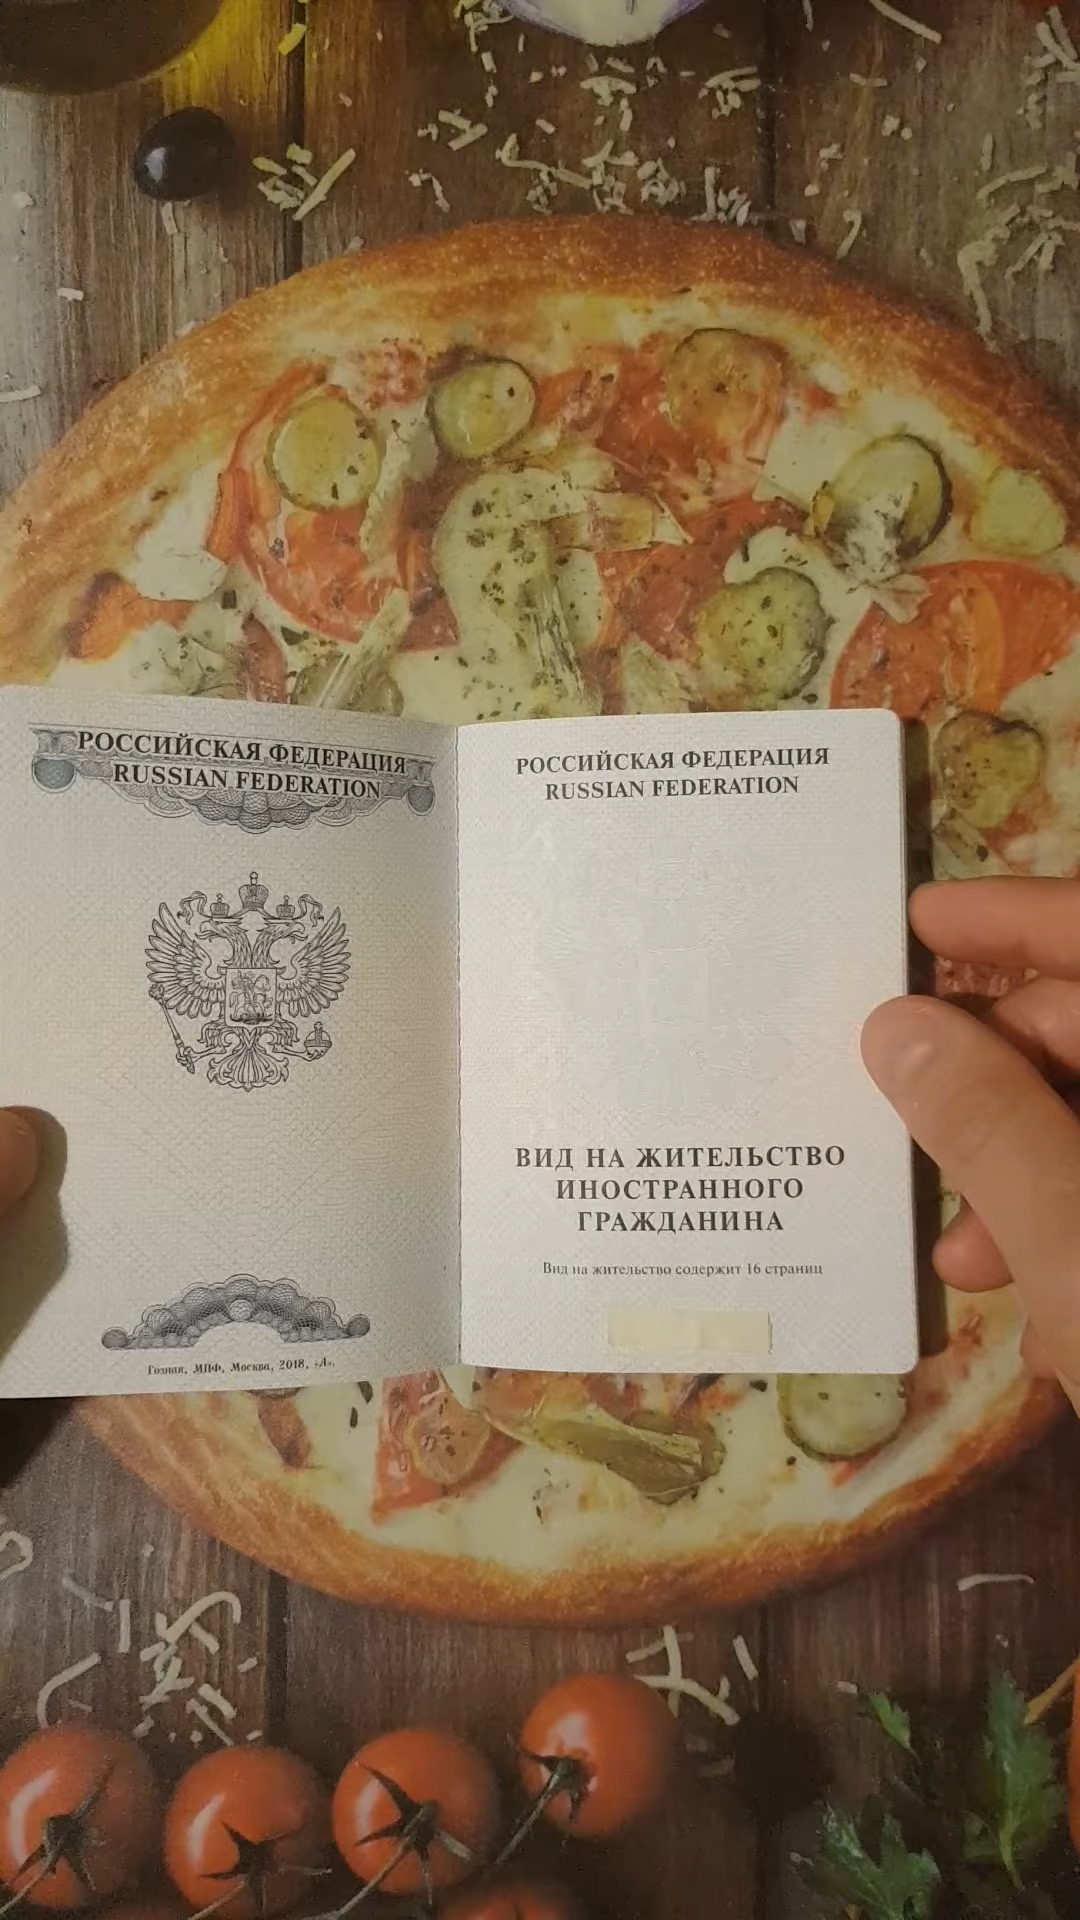 РОССИЙСКАЯ ФЕДЕРАЦИЯ
RUSSIAN FEDERATION
Гознак, МПФ, Москва, 2018, «А».
РОССИЙСКАЯ ФЕДЕРАЦИЯ
RUSSIAN FEDERATION
ВИД НА ЖИТЕЛЬСТВО
ИНОСТРАННОГО
ГРАЖДАНИНА
Вид на жительство содержит 16 страниц